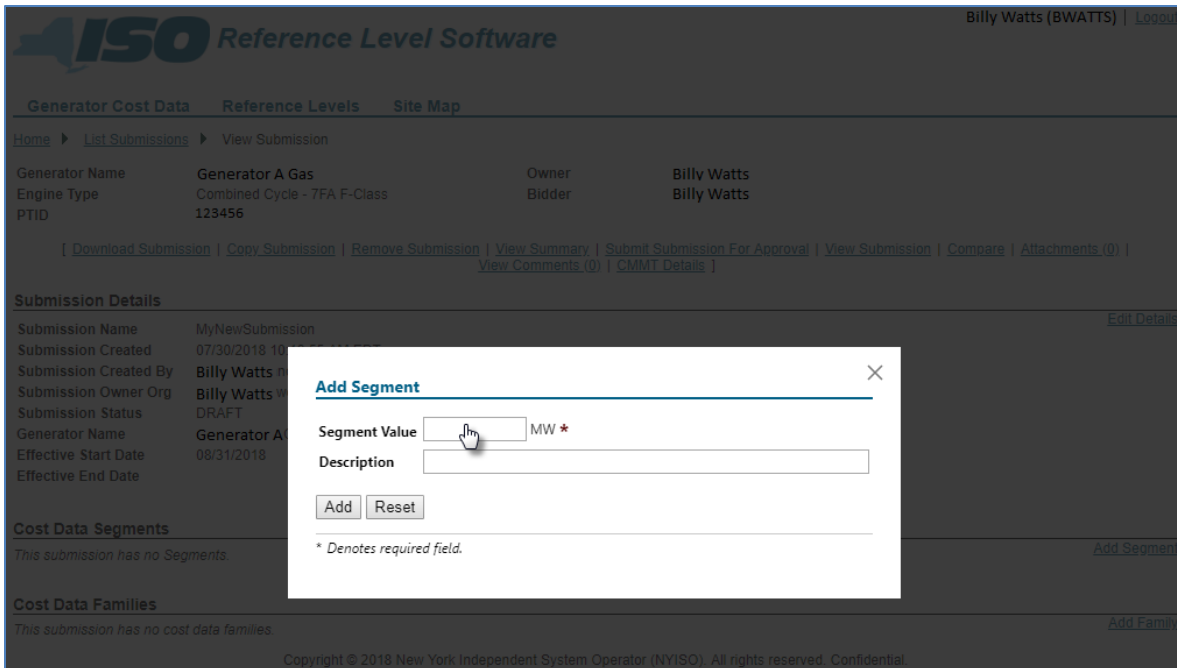 Billy Watts (BWATTS) | Logout
ISO Reference Level Software
Generator Cost Data Reference Levels Site Map
Home List Submissions View Submission
Generator Name Generator A Gas Owner Billy Watts
Engine Type Combined Cycle - 7FA F-Class Bidder Billy Watts
PTID 123456
[ Download Submission | Copy Submission | Remove Submission | View Summary | Submit Submission For Approval | View Submission | Compare | Attachments (0) |
View Comments (0) | CMMT Details ]
Submission Details
Edit Details
Submission Name MyNewSubmission
Submission Created 07/30/2018
Submission Created By Billy Watts
Submission Owner Org Billy Watts
Submission Status DRAFT
Generator Name Generator A
Effective Start Date 08/31/2018
Effective End Date
Add Segment
Segment Value MW *
Description
Add Reset
* Denotes required field.
Cost Data Segments
This submission has no Segments. Add Segment
Cost Data Families
This submission has no cost data families. Add Family
Copyright © 2018 New York Independent System Operator (NYISO). All rights reserved. Confidential.